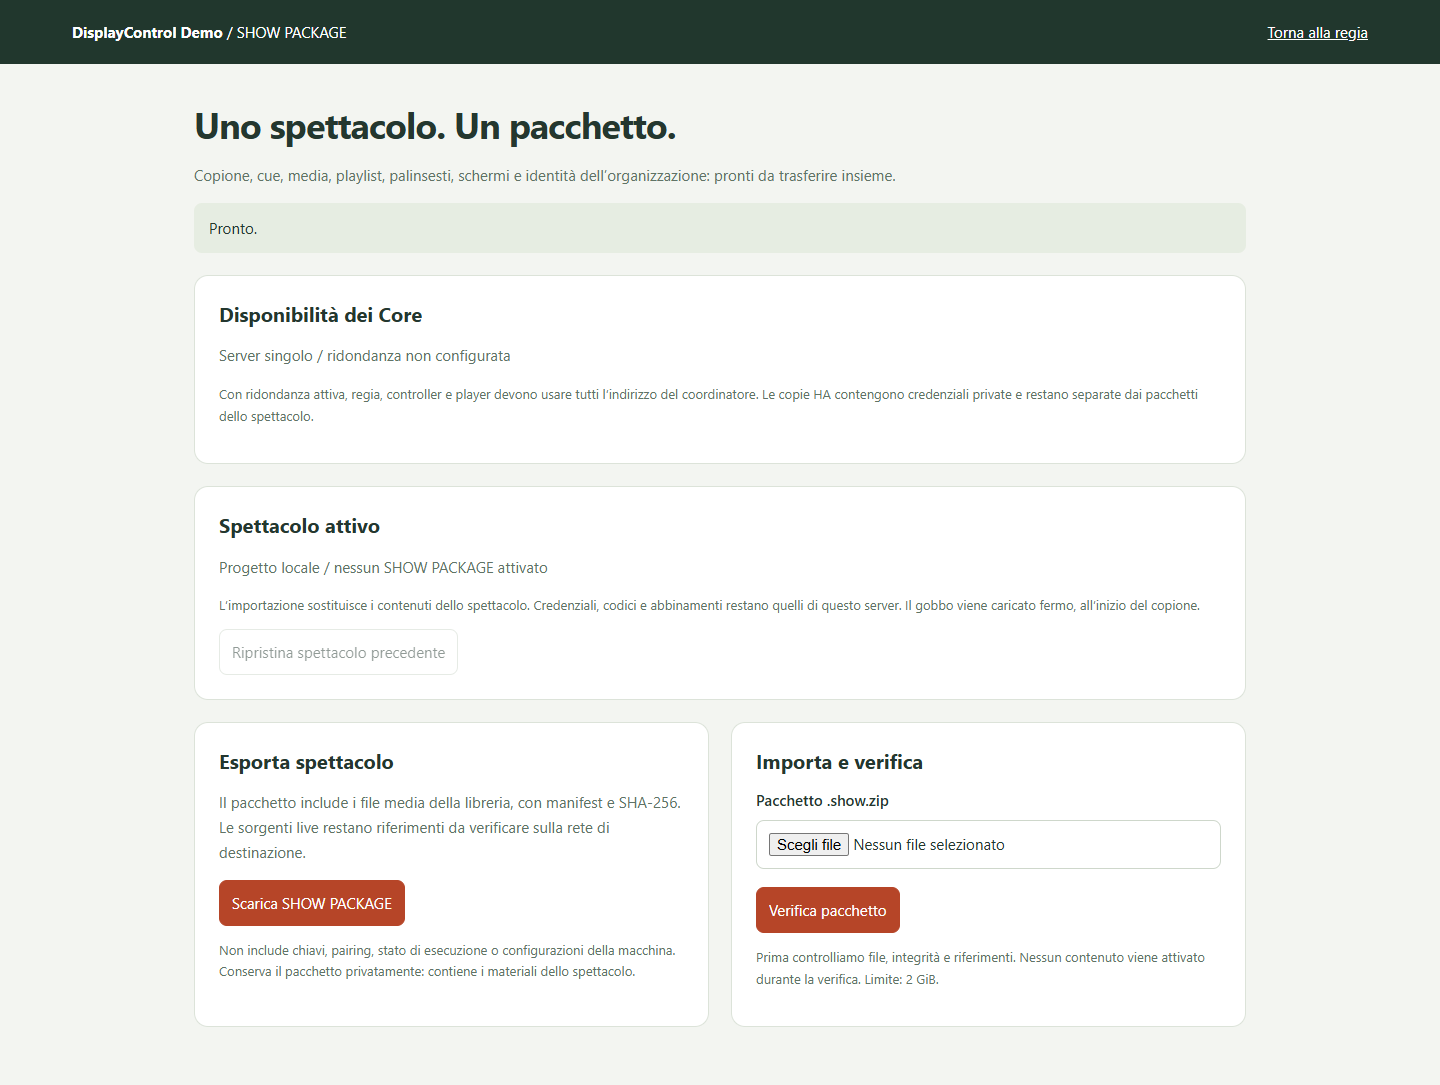 DisplayControl Demo / SHOW PACKAGE
Torna alla regia
Uno spettacolo. Un pacchetto.
Copione, cue, media, playlist, palinsesti, schermi e identità dell’organizzazione: pronti da trasferire insieme.
Pronto.
Disponibilità dei Core
Server singolo / ridondanza non configurata
Con ridondanza attiva, regia, controller e player devono usare tutti l’indirizzo del coordinatore. Le copie HA contengono credenziali private e restano separate dai pacchetti
dello spettacolo.
Spettacolo attivo
Progetto locale / nessun SHOW PACKAGE attivato
L’importazione sostituisce i contenuti dello spettacolo. Credenziali, codici e abbinamenti restano quelli di questo server. Il gobbo viene caricato fermo, all’inizio del copione.
Ripristina spettacolo precedente
Esporta spettacolo
Il pacchetto include i file media della libreria, con manifest e SHA-256.
Le sorgenti live restano riferimenti da verificare sulla rete di
destinazione.
Scarica SHOW PACKAGE
Non include chiavi, pairing, stato di esecuzione o configurazioni della macchina.
Conserva il pacchetto privatamente: contiene i materiali dello spettacolo.
Importa e verifica
Pacchetto .show.zip
Scegli file Nessun file selezionato
Verifica pacchetto
Prima controlliamo file, integrità e riferimenti. Nessun contenuto viene attivato
durante la verifica. Limite: 2 GiB.